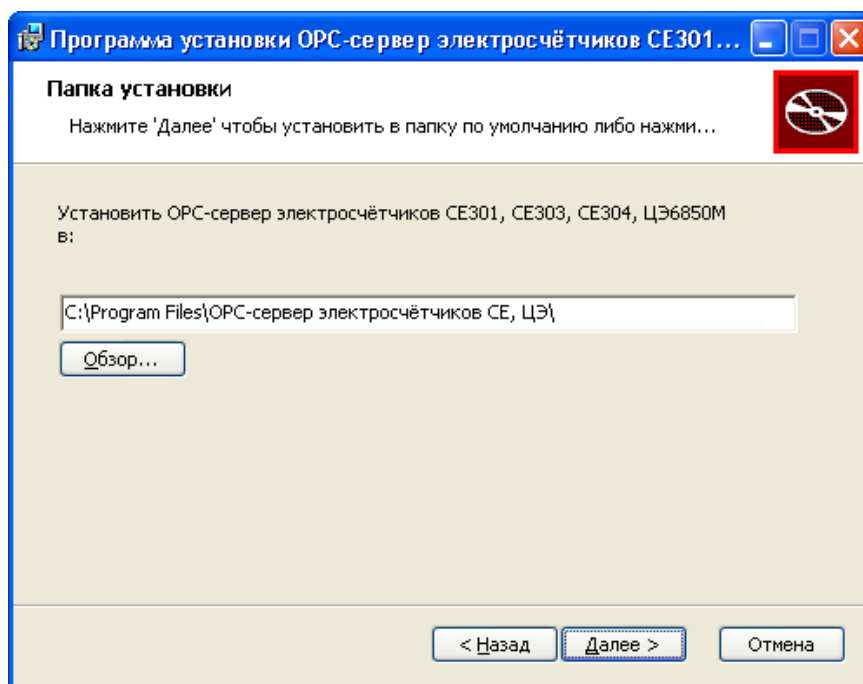 Программа установки OPC-сервер электросчётчиков CE301...
Папка установки
Нажмите 'Далее' чтобы установить в папку по умолчанию либо нажми...
Установить OPC-сервер электросчётчиков CE301, CE303, CE304, ЦЭ6850М
в:
C:\Program Files\OPC-сервер электросчётчиков СЕ, ЦЭ\
Обзор...
< Назад
Далее >
Отмена